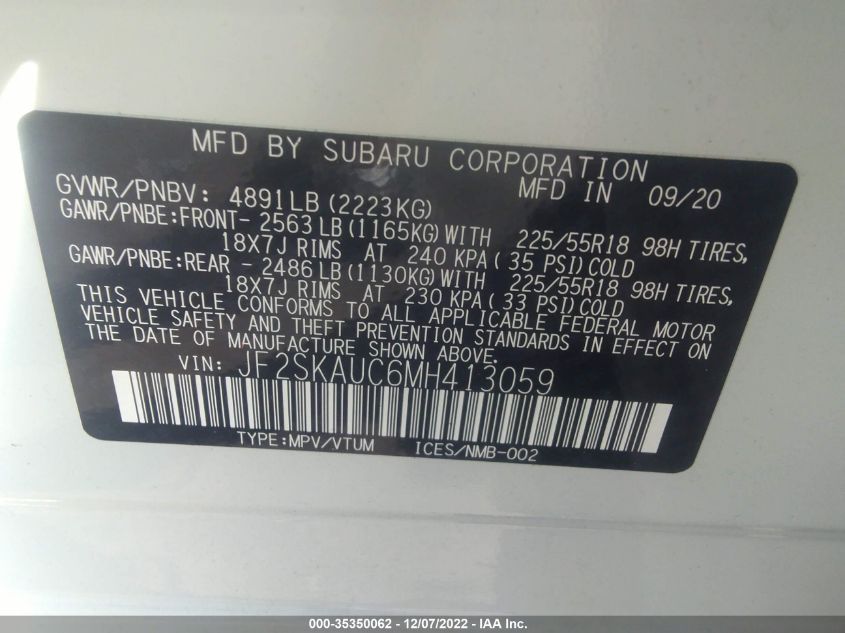 MFD BY SUBARU CORPORATION
GVWR/PNBV: 4891LB (2223KG) MFD IN 09/20
GAWR/PNBE:FRONT- 2563LB(1165KG)WITH 225/55R18 98H TIRES,
18X7J RIMS AT 240 KPA(35 PSI)COLD
GAWR/PNBE:REAR - 2486LB(1130KG)WITH 225/55R18 98H TIRES,
18X7J RIMS AT 230 KPA(33 PSI)COLD
THIS VEHICLE CONFORMS TO ALL APPLICABLE FEDERAL MOTOR
VEHICLE SAFETY AND THEFT PREVENTION STANDARDS IN EFFECT ON
THE DATE OF MANUFACTURE SHOWN ABOVE.
VIN: JF2SKAUC6MH413059
TYPE:MPV/VTUM ICES/NMB-002
000-35350062 - 12/07/2022 - IAAI Inc.